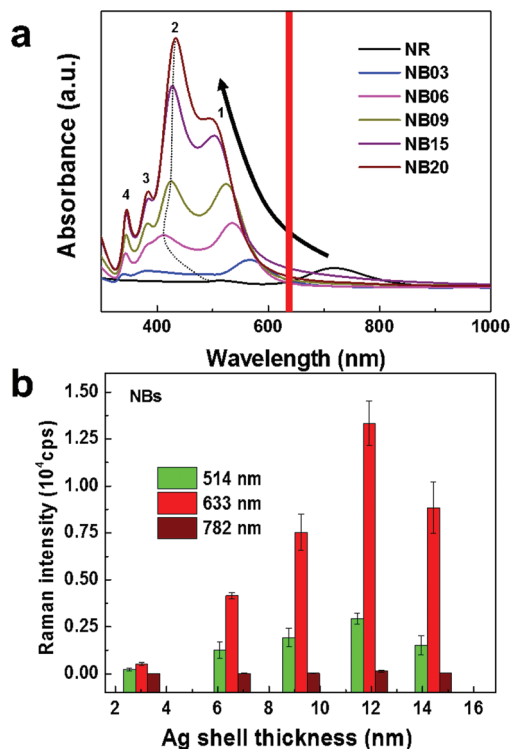 a
2
1
3
4
NR
NB03
NB06
NB09
NB15
NB20
Absorbance (a.u.)
400 600 800 1000
Wavelength (nm)
b
NBs
514 nm
633 nm
782 nm
Raman intensity (10⁴cps)
1.50
1.25
1.00
0.75
0.50
0.25
0.00
2 4 6 8 10 12 14 16
Ag shell thickness (nm)